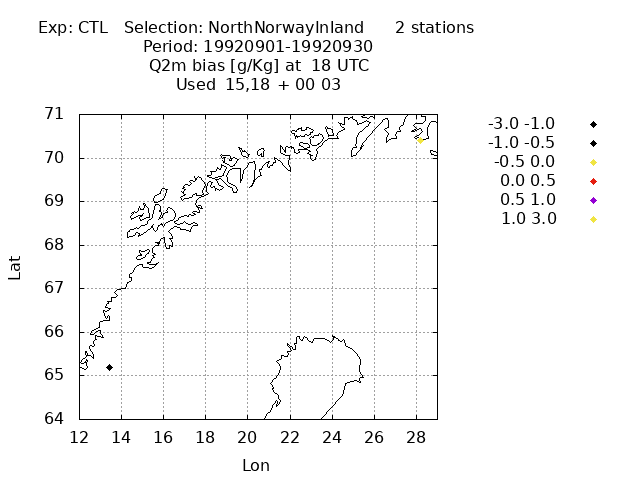 Exp: CTL Selection: NorthNorwayInland 2 stations
Period: 19920901-19920930
Q2m bias [g/Kg] at 18 UTC
Used 15,18 + 00 03
71
70
69
68
67
66
65
64
12 14 16 18 20 22 24 26 28
Lat
Lon
-3.0 -1.0
-1.0 -0.5
-0.5 0.0
0.0 0.5
0.5 1.0
1.0 3.0